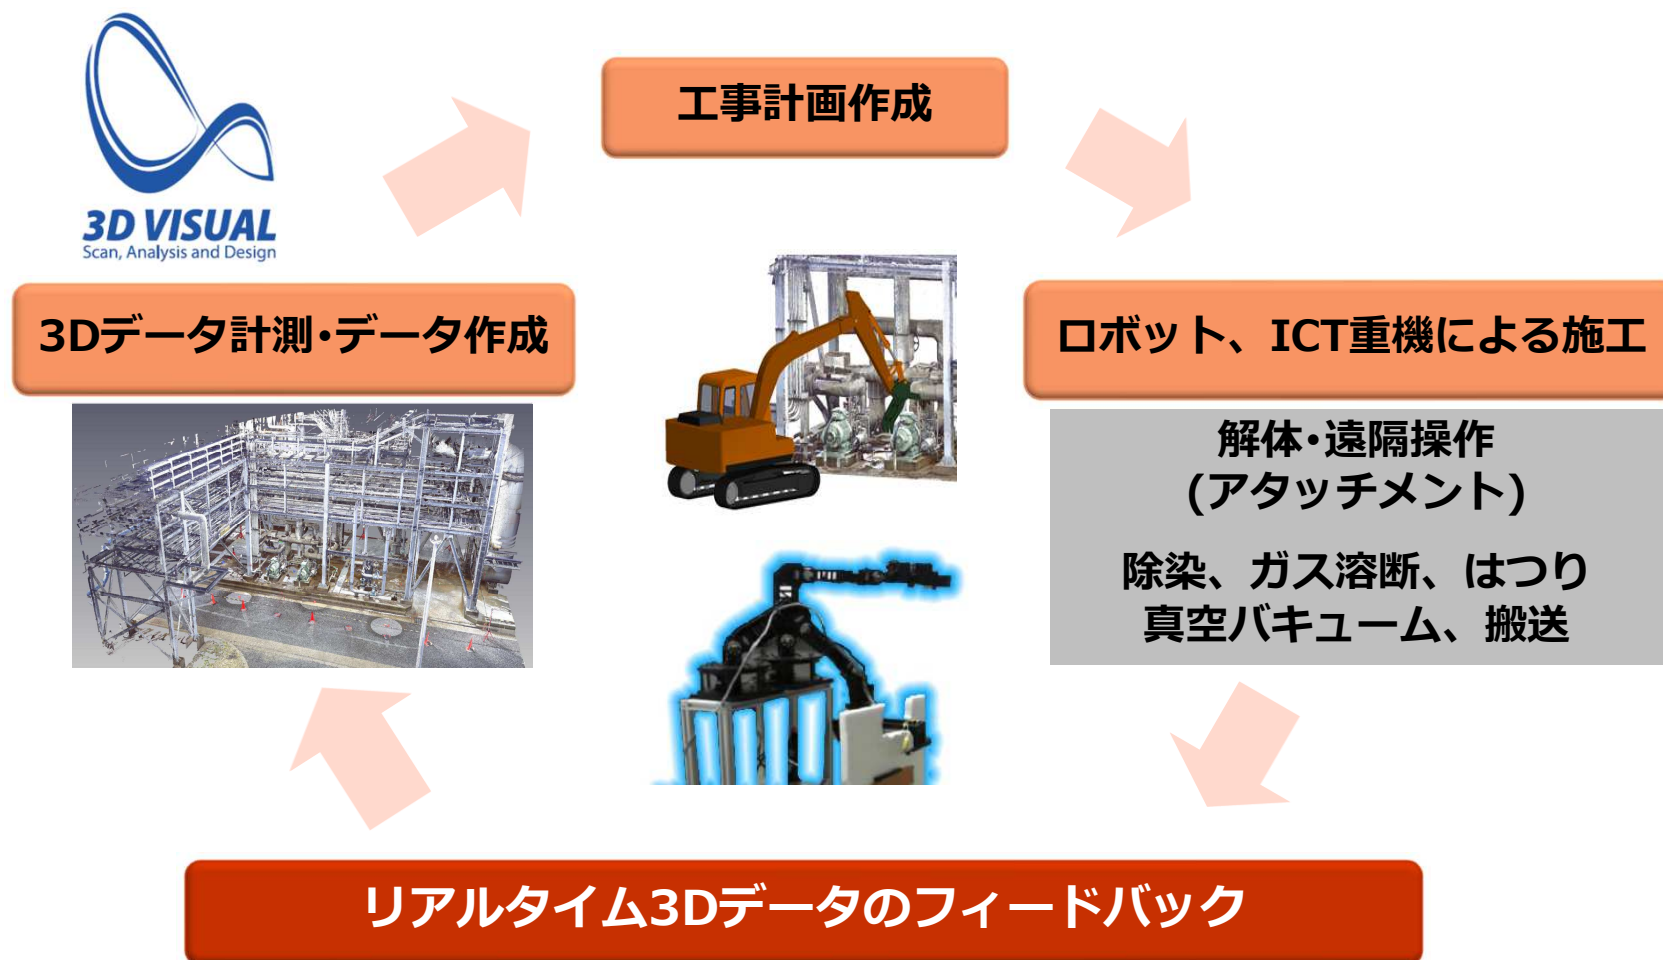 3D VISUAL
Scan, Analysis and Design
工事計画作成
3Dデータ計測・データ作成
ロボット、ICT重機による施工
解体・遠隔操作
(アタッチメント)
除染、ガス溶断、はつり
真空バキューム、搬送
リアルタイム3Dデータのフィードバック